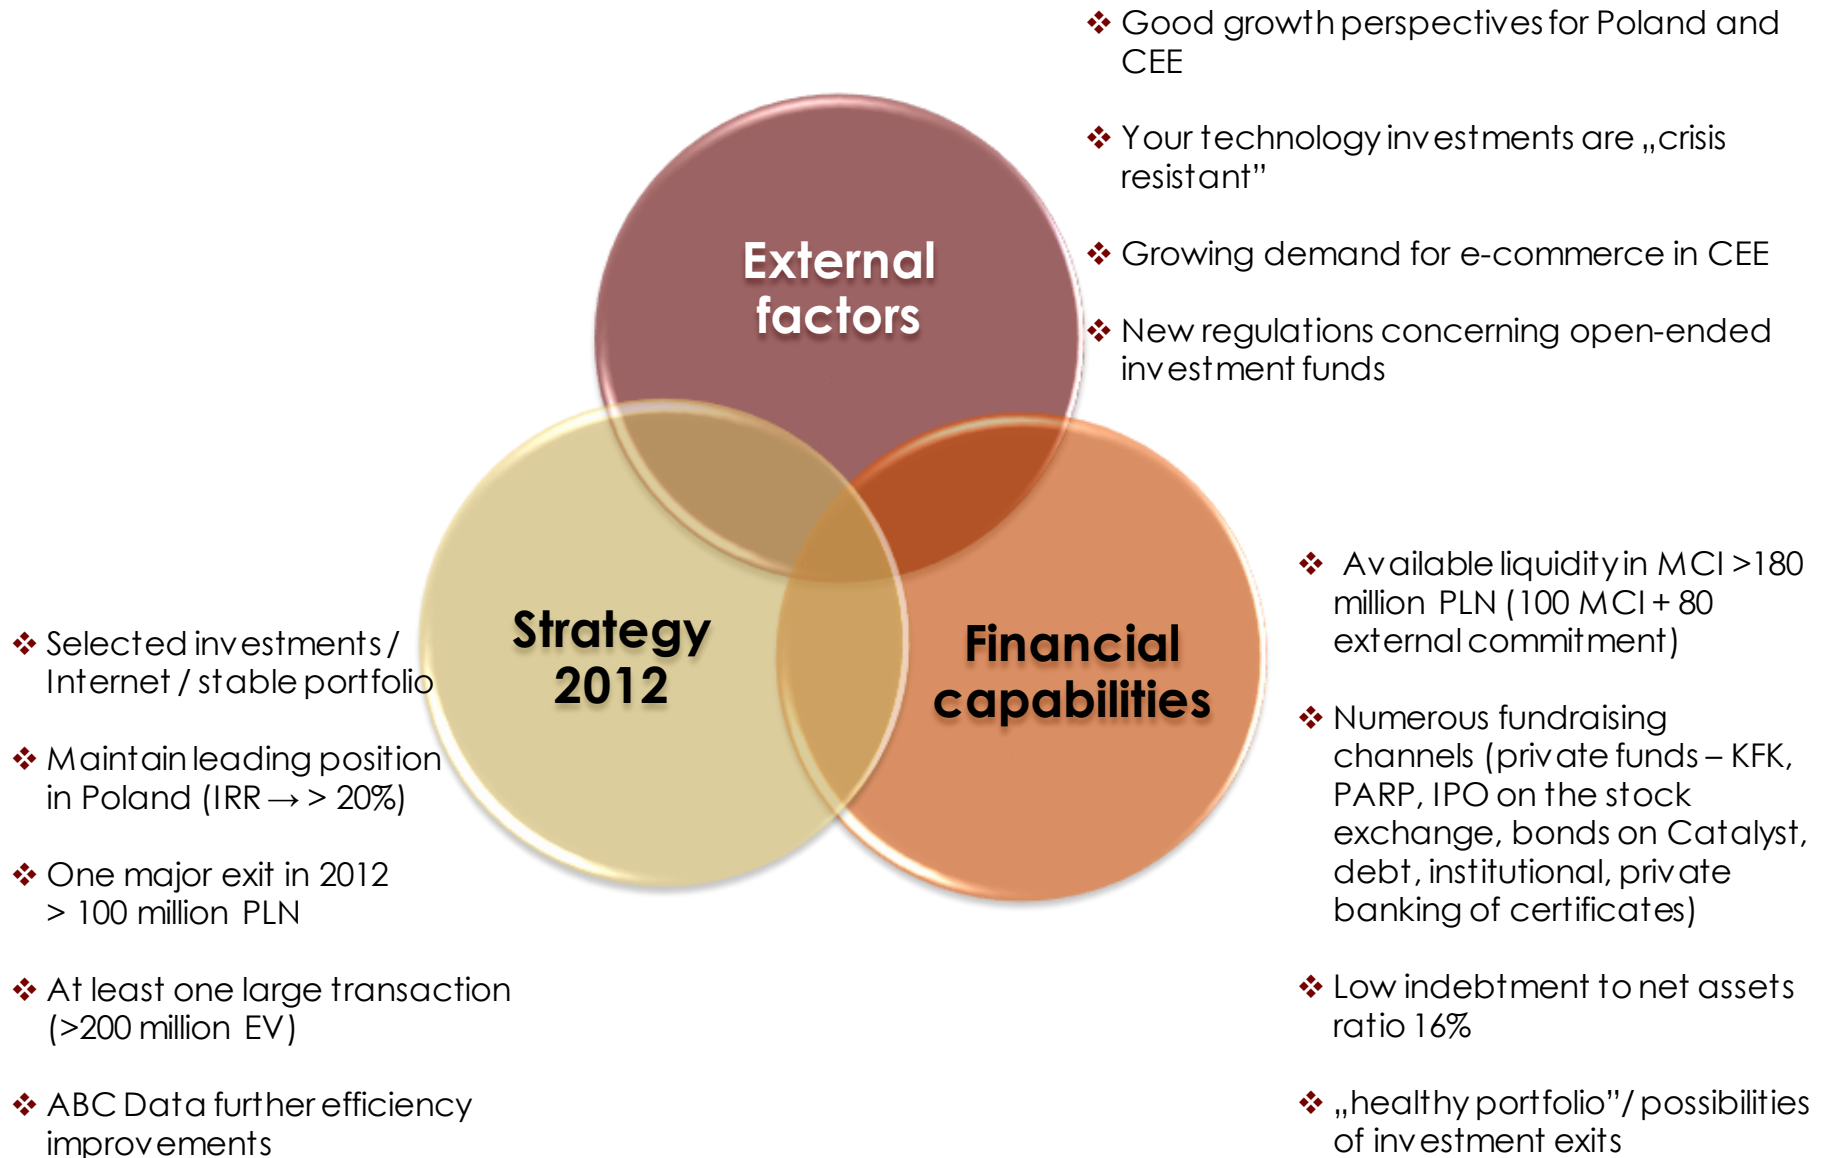 ❖ Good growth perspectives for Poland and
CEE
❖ Your technology investments are „crisis
resistant”
❖ Growing demand for e-commerce in CEE
❖ New regulations concerning open-ended
investment funds
External
factors
Strategy
2012
Financial
capabilities
❖ Selected investments /
Internet / stable portfolio
❖ Maintain leading position
in Poland (IRR → > 20%)
❖ One major exit in 2012
> 100 million PLN
❖ At least one large transaction
(>200 million EV)
❖ ABC Data further efficiency
improvements
❖ Available liquidity in MCI >180
million PLN (100 MCI + 80
external commitment)
❖ Numerous fundraising
channels (private funds – KFK,
PARP, IPO on the stock
exchange, bonds on Catalyst,
debt, institutional, private
banking of certificates)
❖ Low indebtment to net assets
ratio 16%
❖ „healthy portfolio”/ possibilities
of investment exits